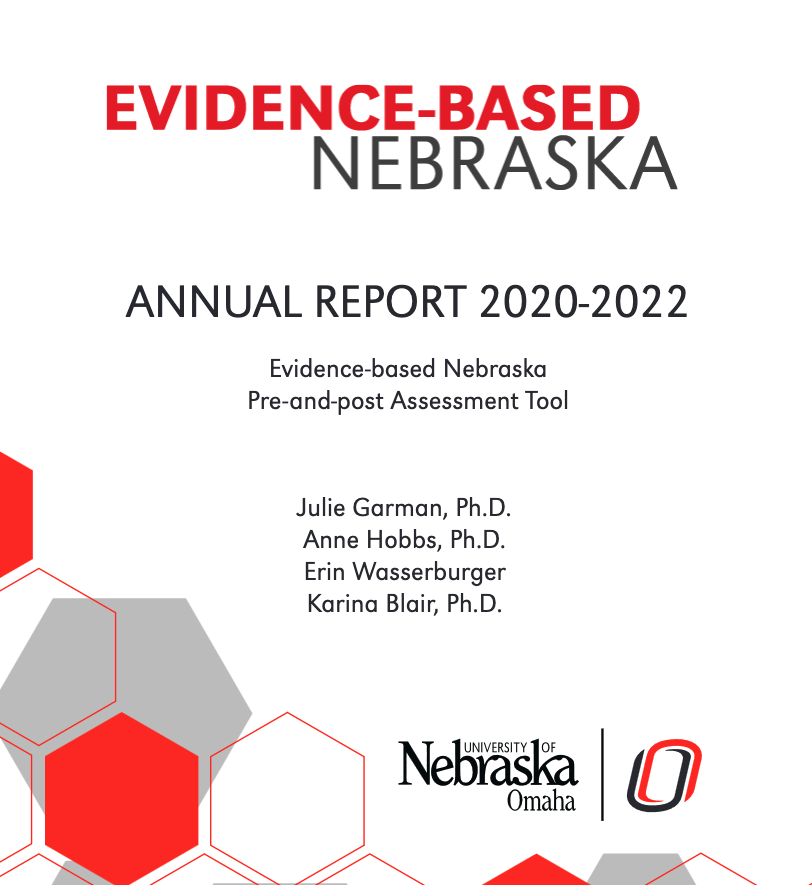 EVIDENCE-BASED
NEBRASKA
ANNUAL REPORT 2020-2022
Evidence-based Nebraska
Pre-and-post Assessment Tool
Julie Garman, Ph.D.
Anne Hobbs, Ph.D.
Erin Wasserburger
Karina Blair, Ph.D.
UNIVERSITY OF
Nebraska
Omaha
O